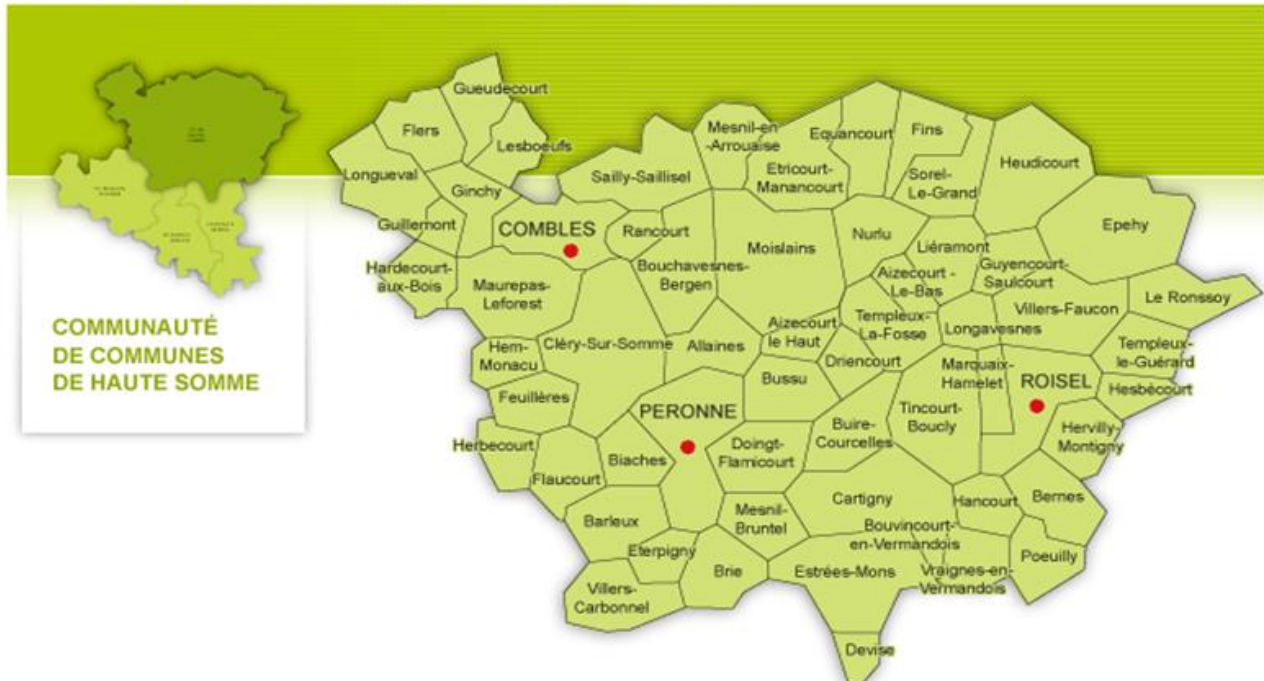 COMMUNAUTÉ
DE COMMUNES
DE HAUTE SOMME
Gueudecourt
Flers
Lesboeufs
Longueval
Ginchy
Guillemont
Sailly-Saillisel
Mesnil-en
-Arrouaise
Equancourt
Fins
Etricourt-
Manancourt
Sorel-
Le-Grand
Heudicourt
Epehy
COMBLES
Rancourt
Hardecourt-
aux-Bois
Maurepas-
Leforest
Bouchavesnes-
Bergen
Moislains
Nurlu
Liéramont
Guyencourt-
Saulcourt
Aizecourt -
Le-Bas
Villers-Faucon
Le Ronssoy
Hem-
Monacu
Cléry-Sur-Somme
Allaines
Aizecourt
le Haut
Templeux-
La-Fosse
Longavesnes
Templeux-
le-Guérard
Driencourt
Marquaix-
Hamelet
Bussu
ROISEL
Hesbécourt
Feuillères
PERONNE
Buire-
Courcelles
Tincourt-
Boucly
Hervilly-
Montigny
Herbecourt
Biaches
Doingt-
Flamicourt
Flaucourt
Cartigny
Hancourt
Bernes
Barleux
Mesnil-
Bruntel
Bouvincourt-
en-Vermandois
Poeuilly
Eterpigny
Brie
Estrées-Mons
Vraignes-en-
Vermandois
Villers-
Carbonnel
Devise